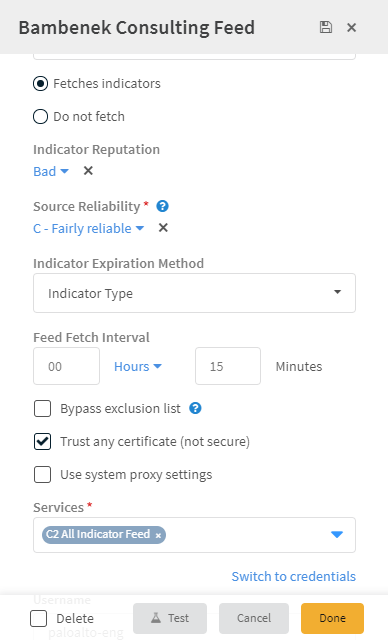 Bambenek Consulting Feed
Fetches indicators
Do not fetch
Indicator Reputation
Bad
Source Reliability *
C - Fairly reliable
Indicator Expiration Method
Indicator Type
Feed Fetch Interval
00 Hours 15 Minutes
Bypass exclusion list
Trust any certificate (not secure)
Use system proxy settings
Services *
C2 All Indicator Feed ×
Switch to credentials
Username
Delete Test Cancel Done
paloalto-eng